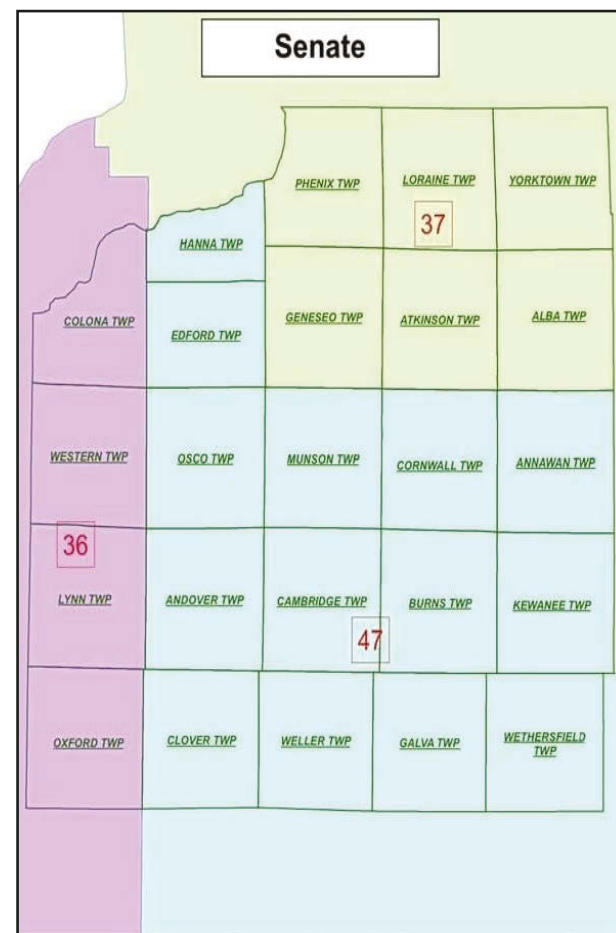 Senate
PHENIX TWP
LORAINE TWP
YORKTOWN TWP
37
HANNA TWP
COLONA TWP
EDFORD TWP
GENESEO TWP
ATKINSON TWP
ALBA TWP
WESTERN TWP
OSCO TWP
MUNSON TWP
CORNWALL TWP
ANNAWAN TWP
36
LYNN TWP
ANDOVER TWP
CAMBRIDGE TWP
BURNS TWP
KEWANEE TWP
47
OXFORD TWP
CLOVER TWP
WELLER TWP
GALVA TWP
WETHERSFIELD
TWP